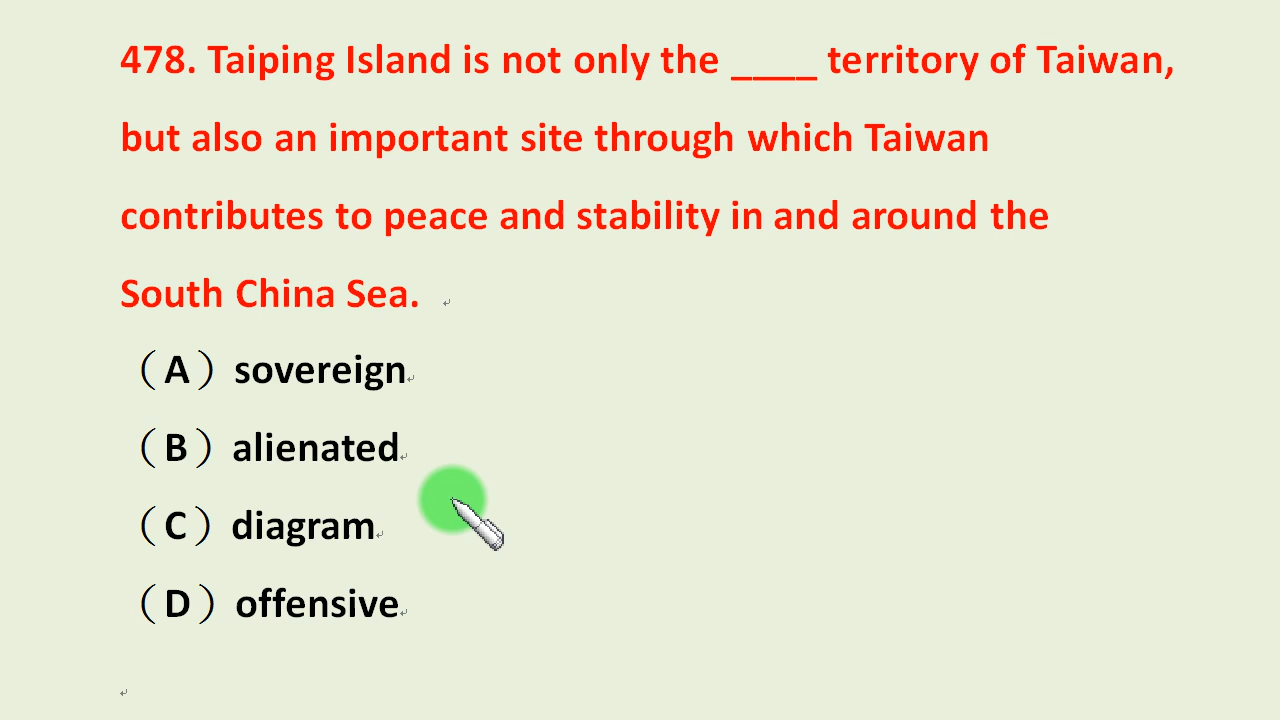 478. Taiping Island is not only the ____ territory of Taiwan,
but also an important site through which Taiwan
contributes to peace and stability in and around the
South China Sea.
（A）sovereign
（B）alienated
（C）diagram
（D）offensive